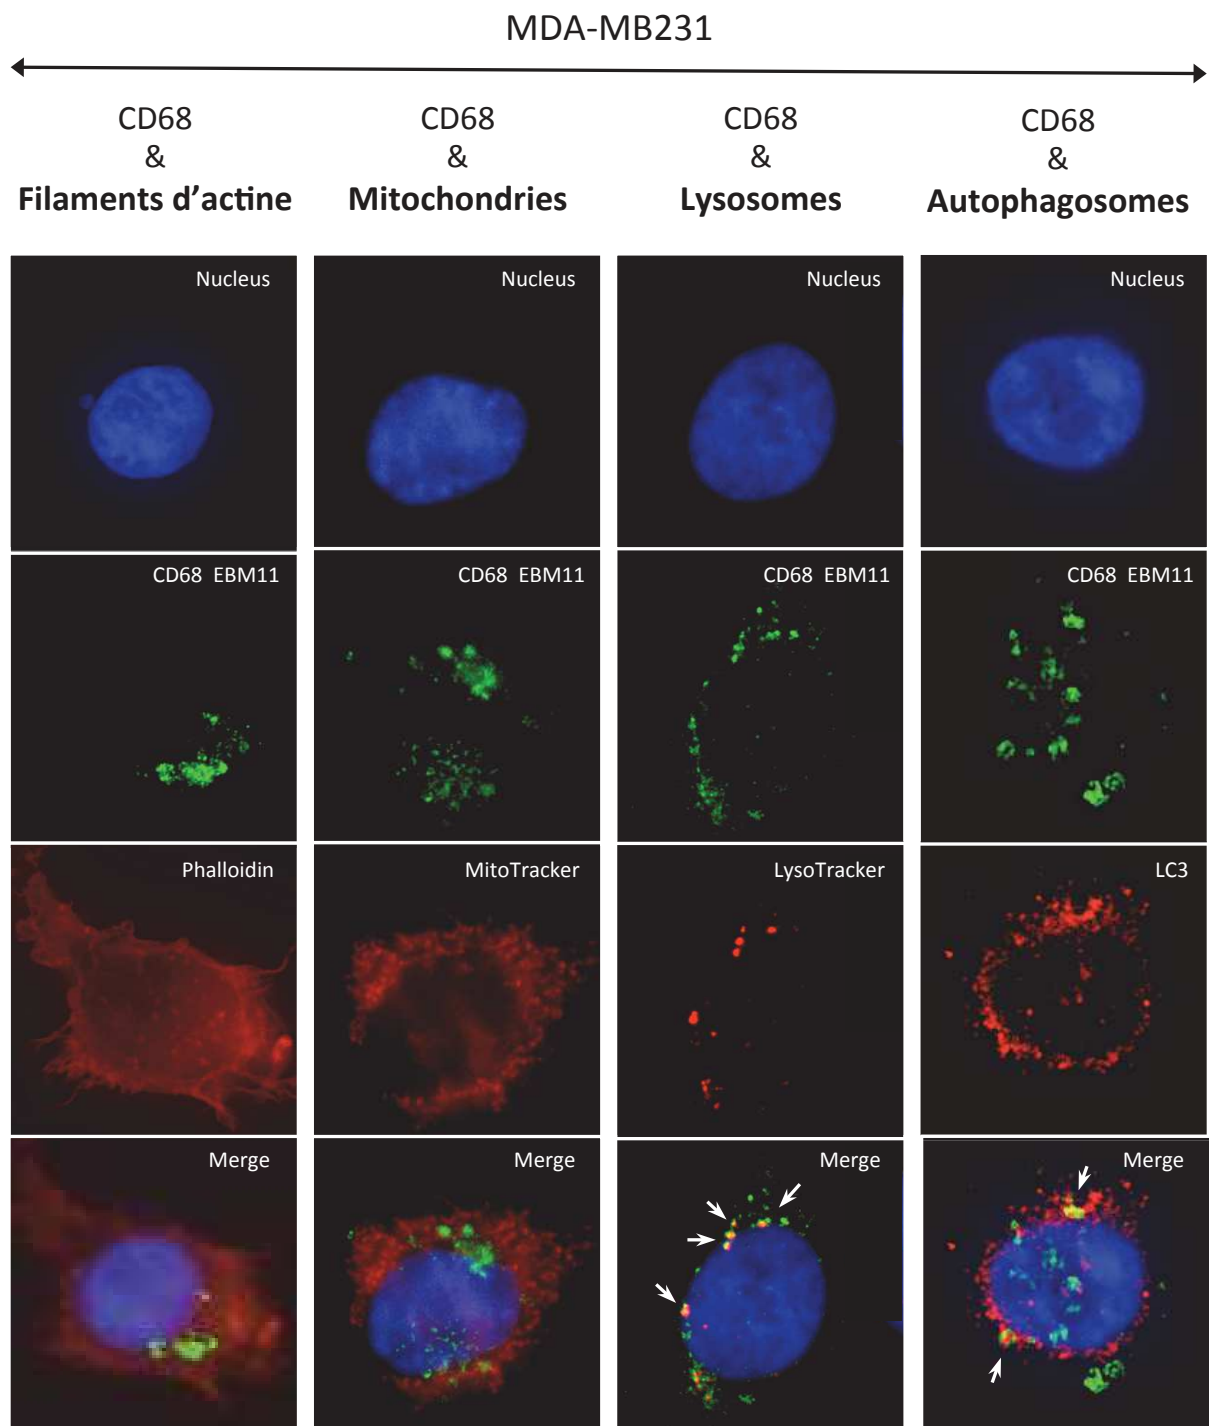 MDA-MB231
CD68
&
Filaments d’actine
CD68
&
Mitochondries
CD68
&
Lysosomes
CD68
&
Autophagosomes
Nucleus
Nucleus
Nucleus
Nucleus
CD68 EBM11
CD68 EBM11
CD68 EBM11
CD68 EBM11
Phalloidin
MitoTracker
LysoTracker
LC3
Merge
Merge
Merge
Merge